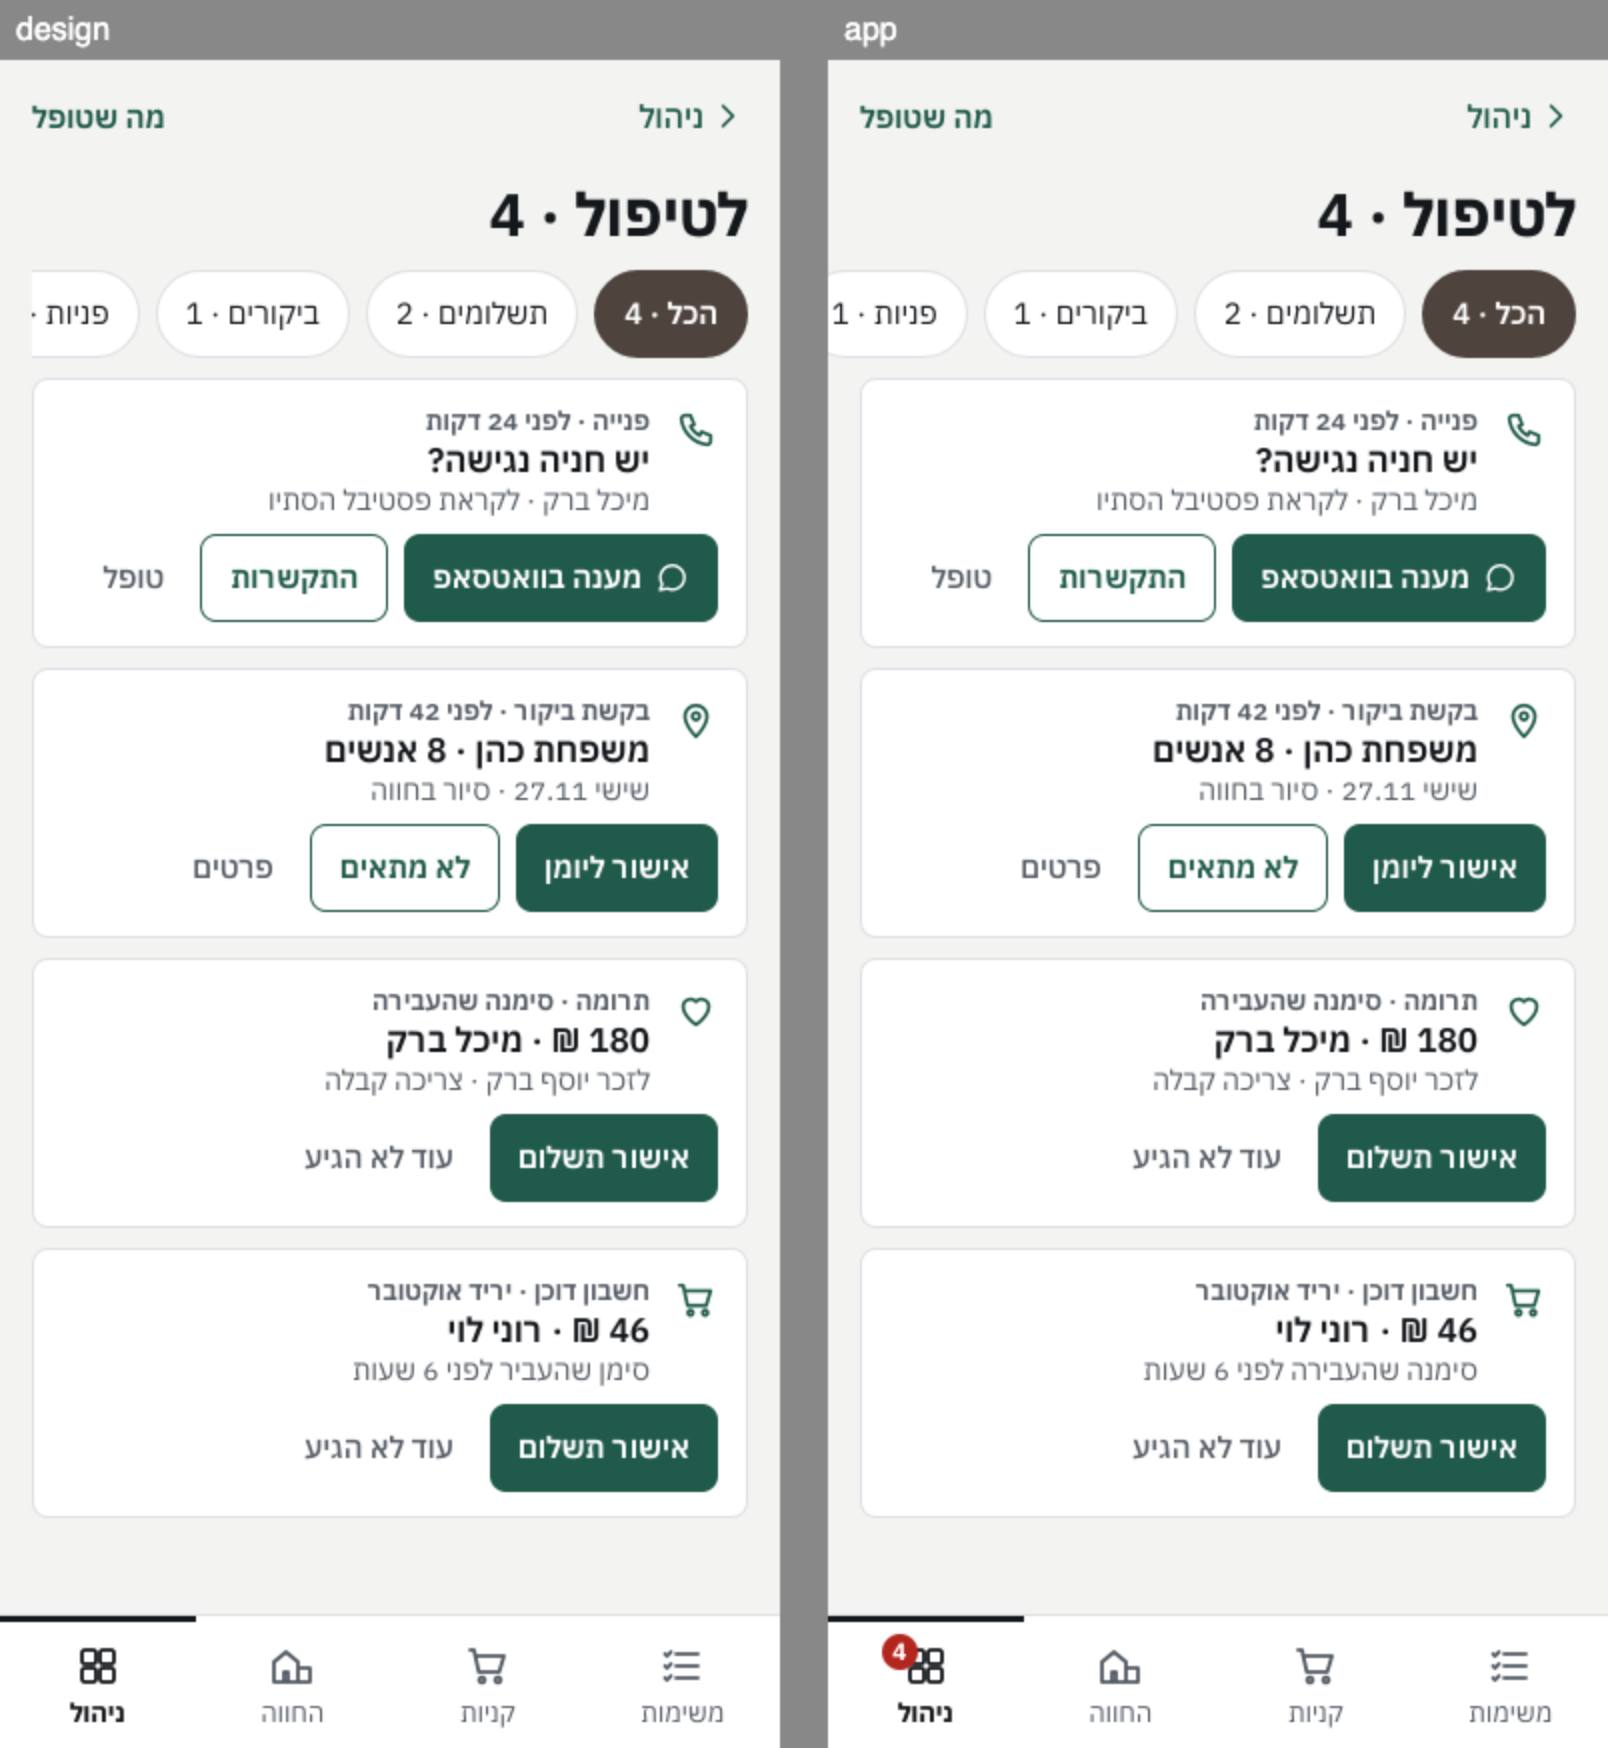 design
ניהול
מה שטופל
לטיפול · 4
הכל · 4
תשלומים · 2
ביקורים · 1
פניות ·
פנייה · לפני 24 דקות
יש חניה נגישה?
מיכל ברק · לקראת פסטיבל הסתיו
מענה בוואטסאפ
התקשרות
טופל
בקשת ביקור · לפני 42 דקות
משפחת כהן · 8 אנשים
שישי 27.11 · סיור בחווה
אישור ליומן
לא מתאים
פרטים
תרומה · סימנה שהעבירה
180 ₪ · מיכל ברק
לזכר יוסף ברק · צריכה קבלה
אישור תשלום
עוד לא הגיע
חשבון דוכן · יריד אוקטובר
46 ₪ · רוני לוי
סימן שהעביר לפני 6 שעות
אישור תשלום
עוד לא הגיע
משימות
קניות
החווה
ניהול
app
ניהול
מה שטופל
לטיפול · 4
הכל · 4
תשלומים · 2
ביקורים · 1
פניות · 1
פנייה · לפני 24 דקות
יש חניה נגישה?
מיכל ברק · לקראת פסטיבל הסתיו
מענה בוואטסאפ
התקשרות
טופל
בקשת ביקור · לפני 42 דקות
משפחת כהן · 8 אנשים
שישי 27.11 · סיור בחווה
אישור ליומן
לא מתאים
פרטים
תרומה · סימנה שהעבירה
180 ₪ · מיכל ברק
לזכר יוסף ברק · צריכה קבלה
אישור תשלום
עוד לא הגיע
חשבון דוכן · יריד אוקטובר
46 ₪ · רוני לוי
סימנה שהעבירה לפני 6 שעות
אישור תשלום
עוד לא הגיע
משימות
קניות
החווה
4
ניהול